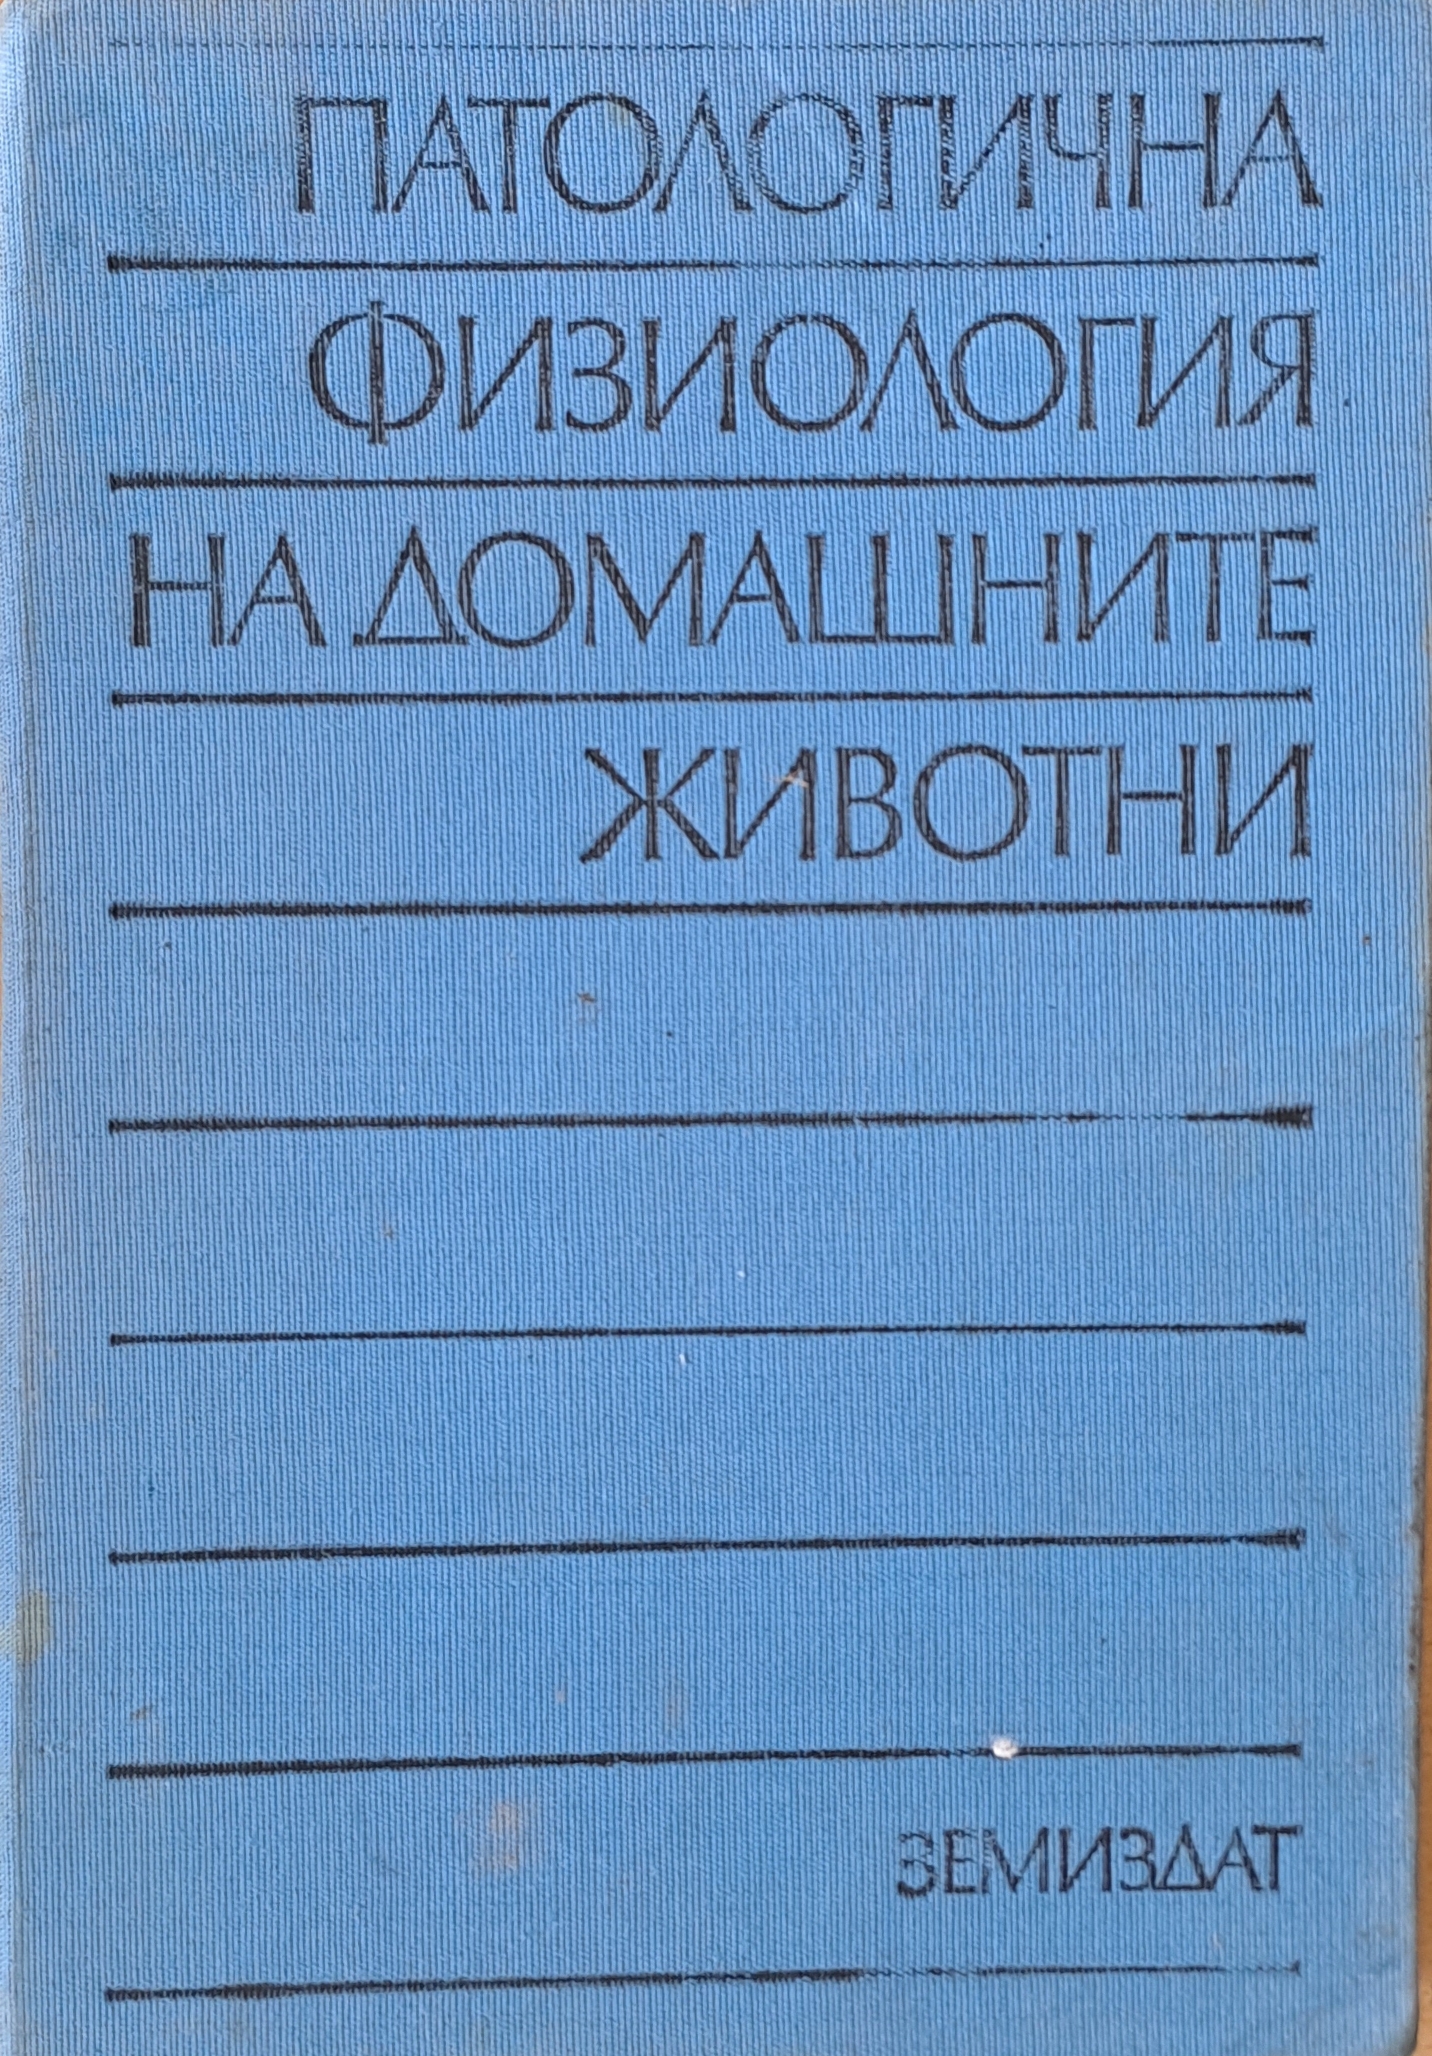 ПАТОЛОГИЧНА
ФИЗИОЛОГИЯ
НА ДОМАШНИТЕ
ЖИВОТНИ
ЗЕМИЗДАТ